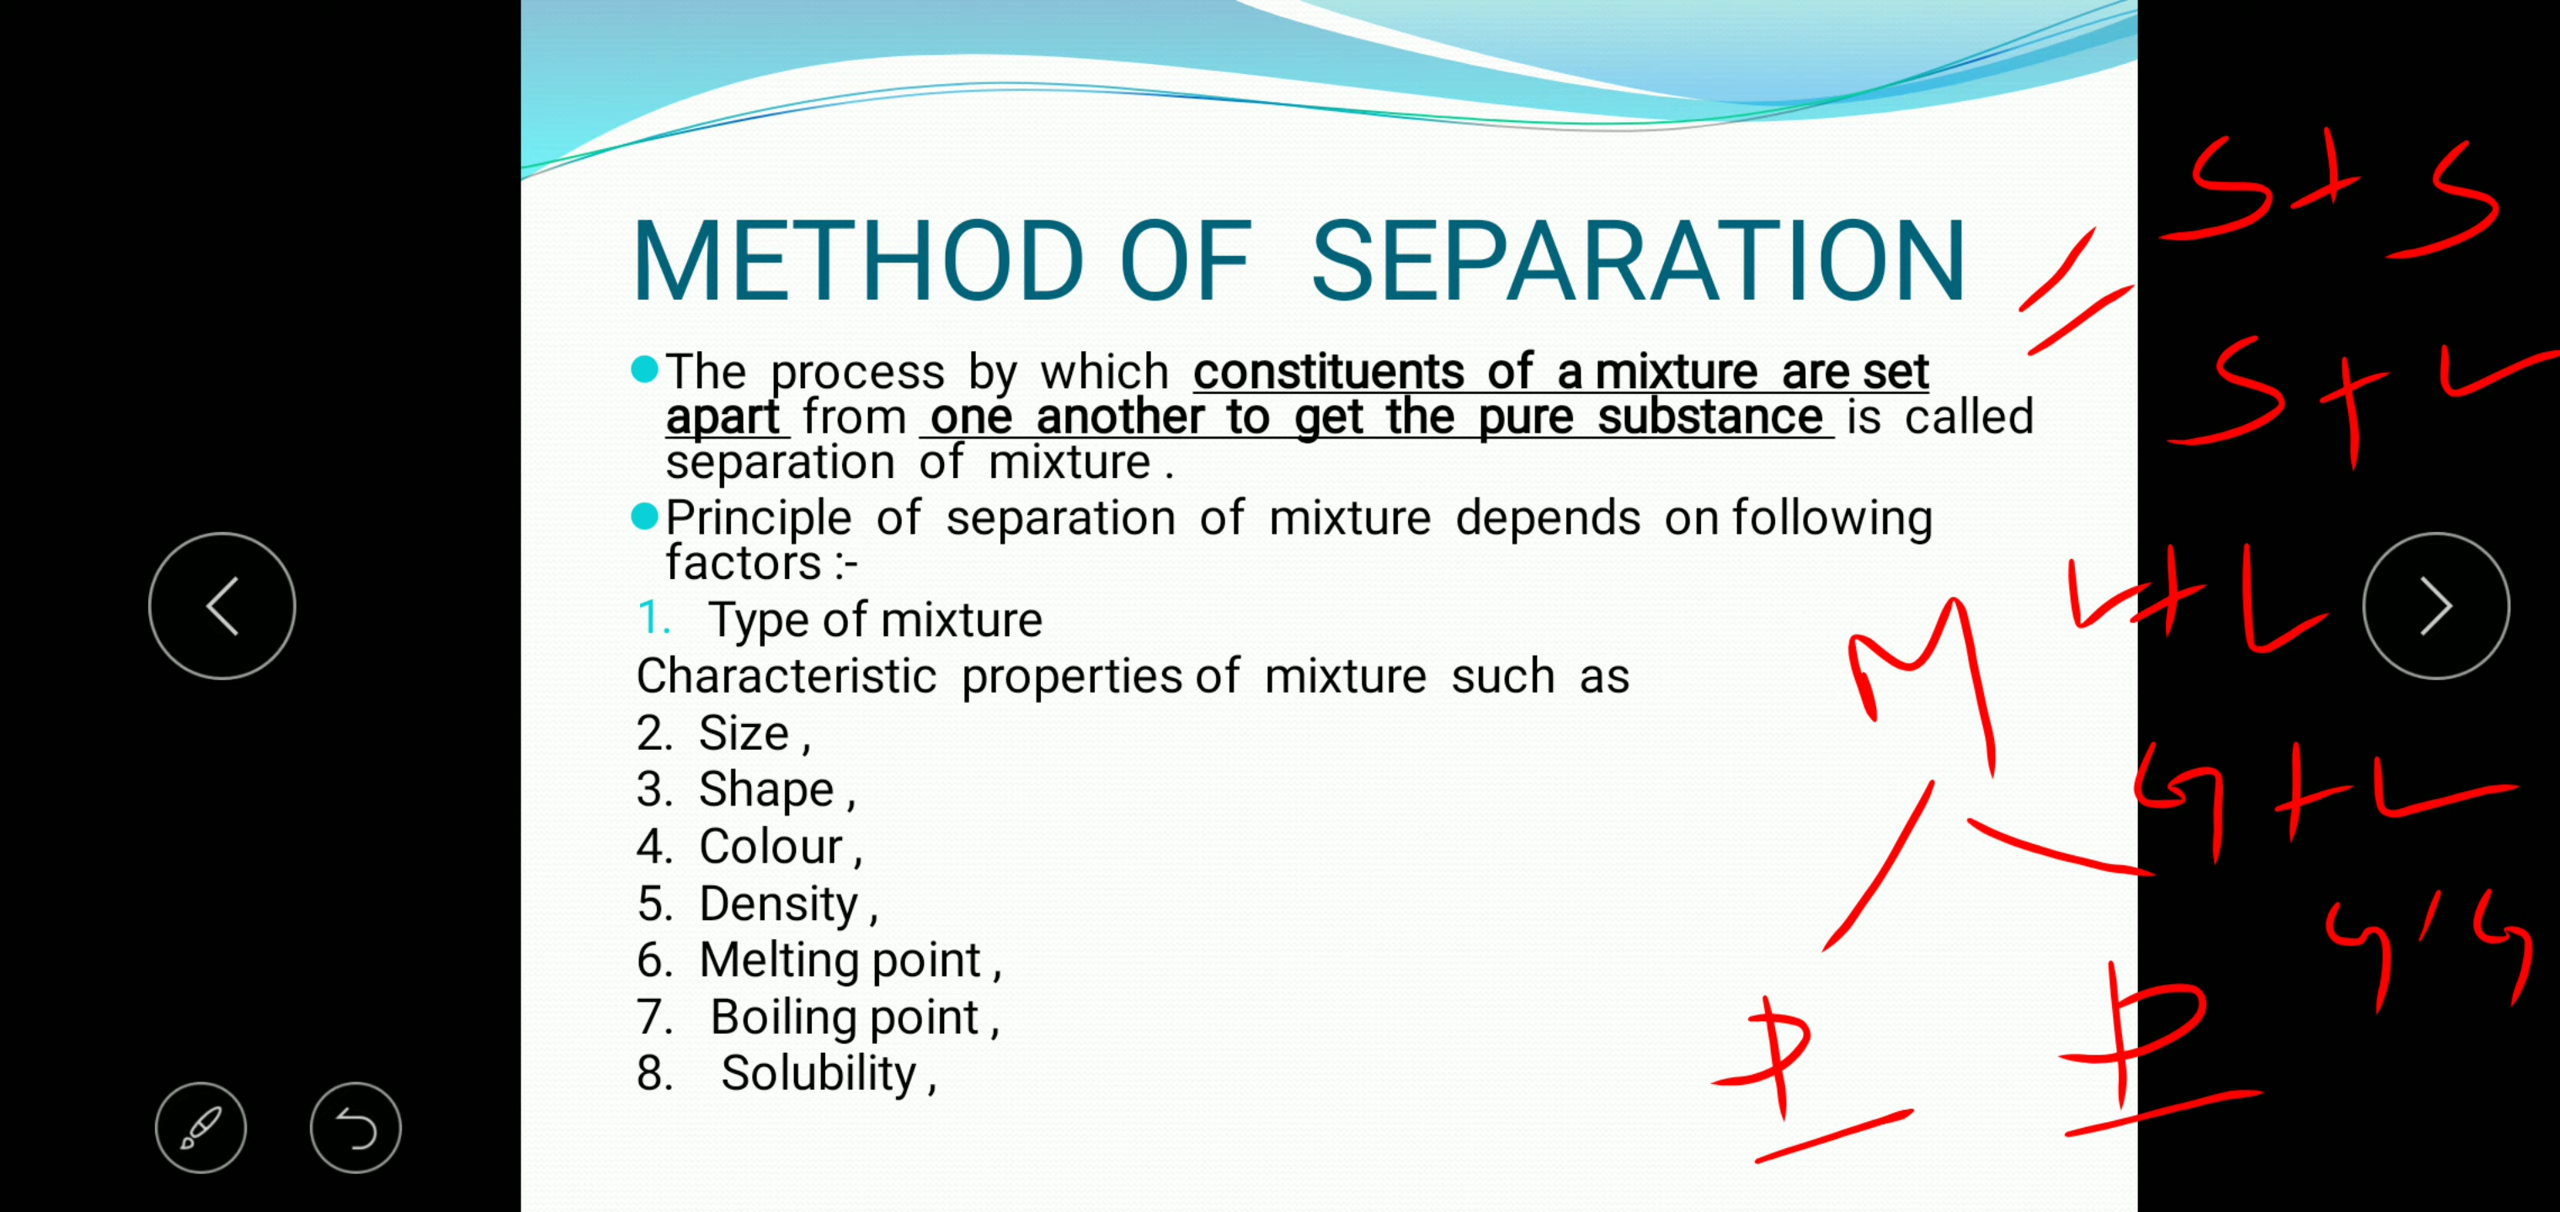 METHOD OF SEPARATION
The process by which constituents of a mixture are set
apart from one another to get the pure substance is called
separation of mixture .
Principle of separation of mixture depends on following
factors :-
1. Type of mixture
Characteristic properties of mixture such as
2. Size ,
3. Shape ,
4. Colour ,
5. Density ,
6. Melting point ,
7. Boiling point ,
8. Solubility ,
S + S
S + L
L + L
M
G + L
G / G
P P